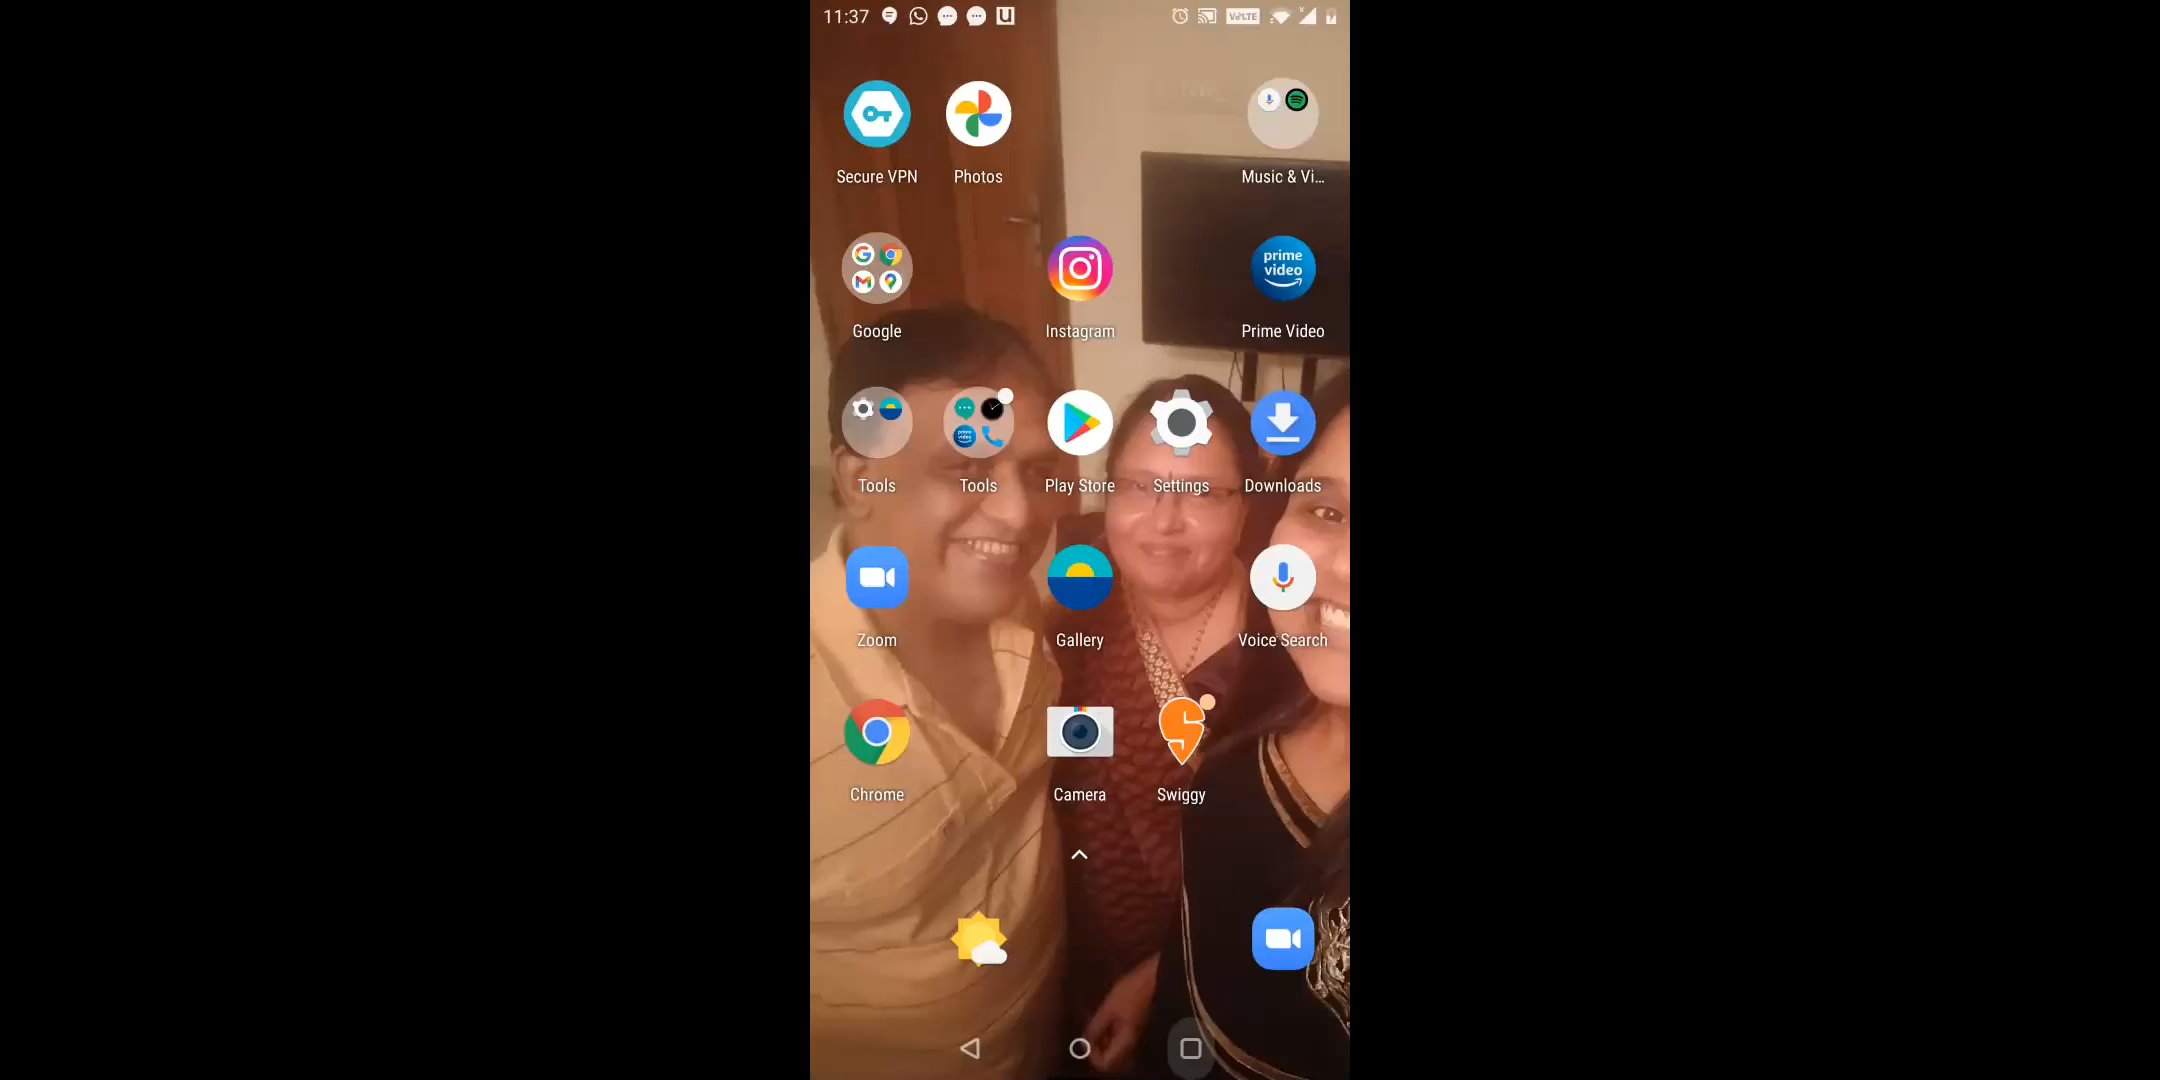 11:37 VoLTE
Secure VPN Photos Music & Vi...
prime
video
Google Instagram Prime Video
Tools Tools Play Store Settings Downloads
Zoom Gallery Voice Search
Chrome Camera Swiggy